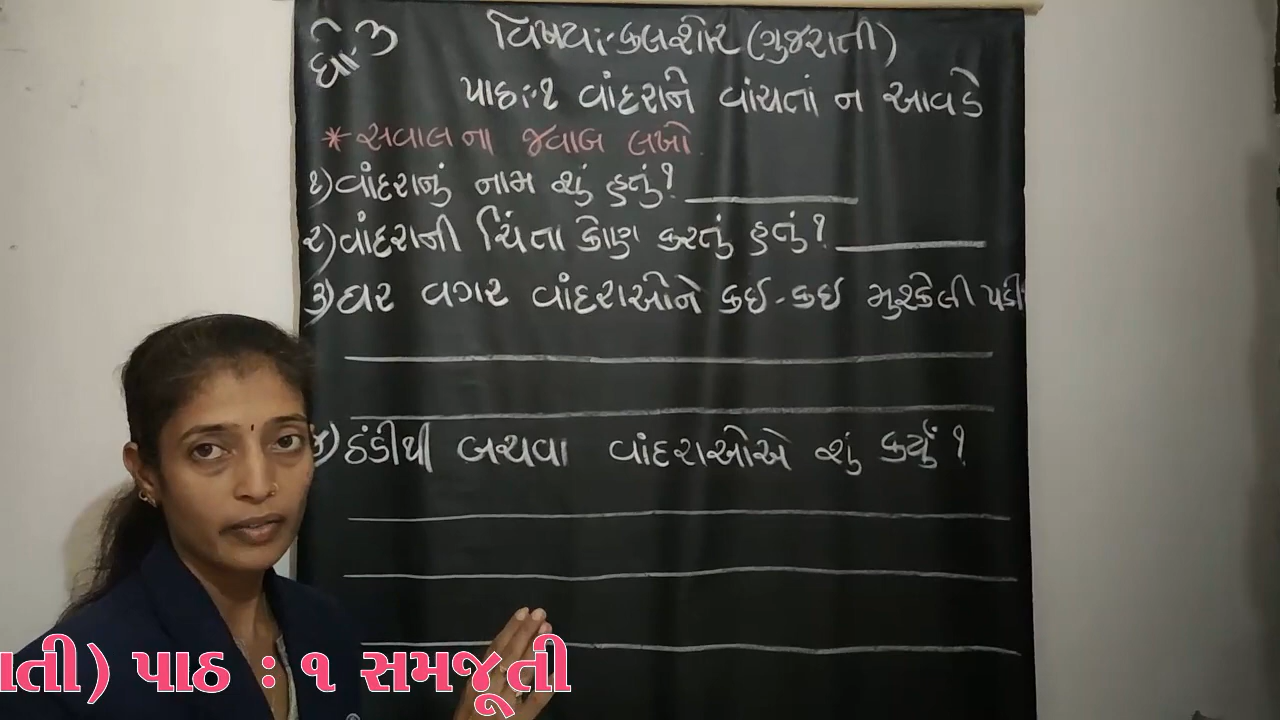 ધો. ૩ વિષય:- કલશોર (ગુજરાતી)
પાઠ:-૧ વાંદરાને વાંચતાં ન આવડે
* સવાલ ના જવાબ લખો.
૧) વાંદરાનું નામ શું હતું?
૨) વાંદરાની ચિંતા કોણ કરતું હતું?
૩) ઘર વગર વાંદરાઓને કઈ-કઈ મુશ્કેલી પડી
૪) ઠંડીથી બચવા વાંદરાઓએ શું કર્યું?
તી) પાઠ : ૧ સમજૂતી